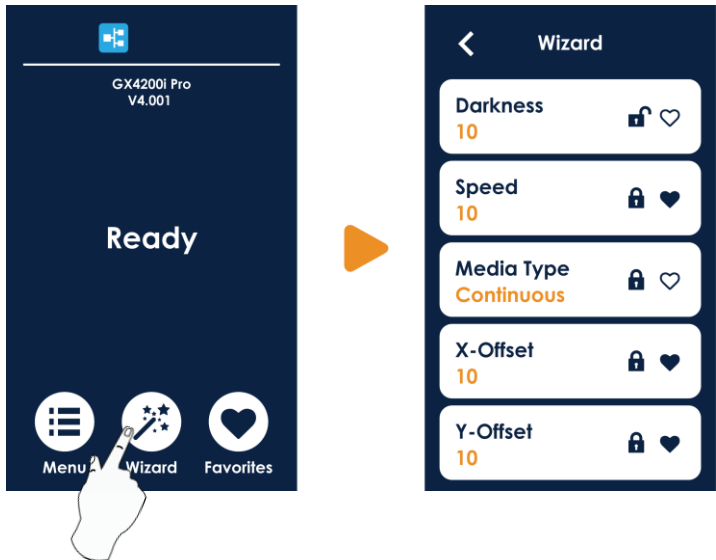 GX4200i Pro
V4.001
Ready
Menu Wizard Favorites
Wizard
Darkness
10
Speed
10
Media Type
Continuous
X-Offset
10
Y-Offset
10